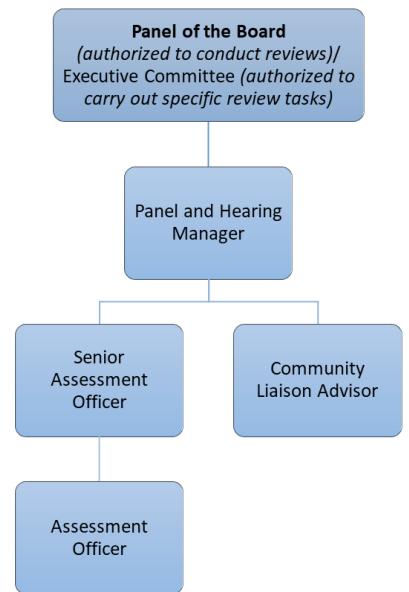 Panel of the Board
(authorized to conduct reviews)/
Executive Committee (authorized to
carry out specific review tasks)
Panel and Hearing
Manager
Senior
Assessment
Officer
Community
Liaison Advisor
Assessment
Officer